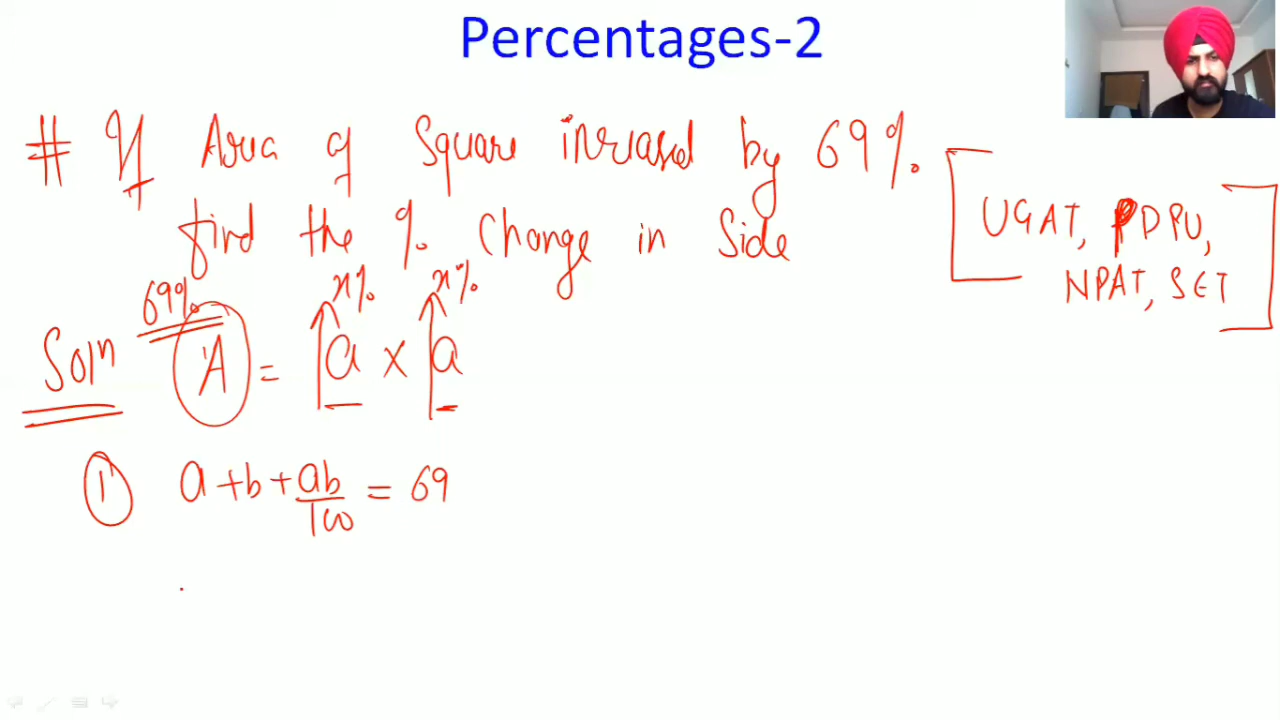 Percentages-2
# If Area of Square increased by 69%.
find the % Change in Side
[UGAT, PDPU,
NPAT, SET]
69% x% x%
Soln A = a × a
① a + b + ab/100 = 69